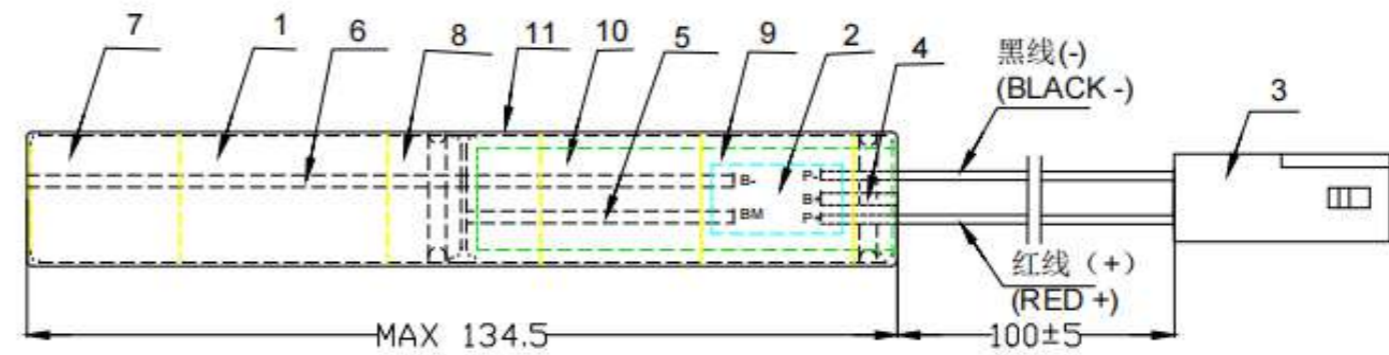 7 1 6 8 11 10 5 9 2 4 3
黑线(-)
(BLACK -)
B- P-
B+
BM P+
红线（+）
(RED +)
MAX 134.5 100±5